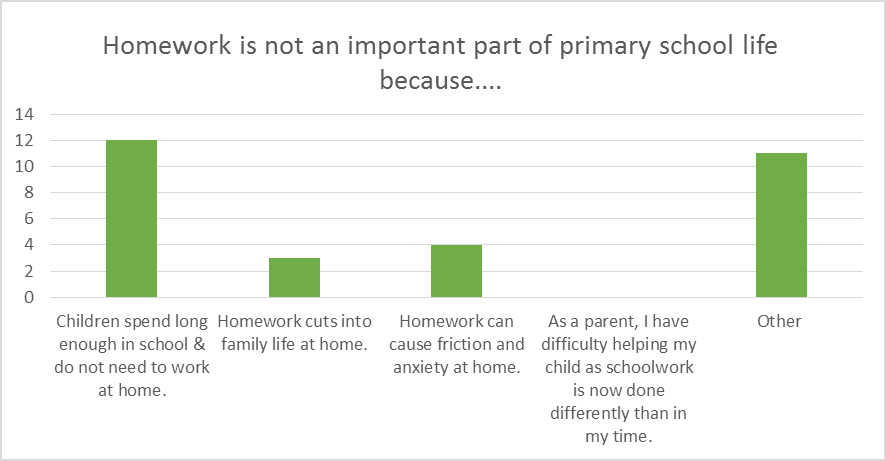 Homework is not an important part of primary school life
because....
14
12
10
8
6
4
2
0
Children spend long
enough in school &
do not need to work
at home.
Homework cuts into
family life at home.
Homework can
cause friction and
anxiety at home.
As a parent, I have
difficulty helping my
child as schoolwork
is now done
differently than in
my time.
Other